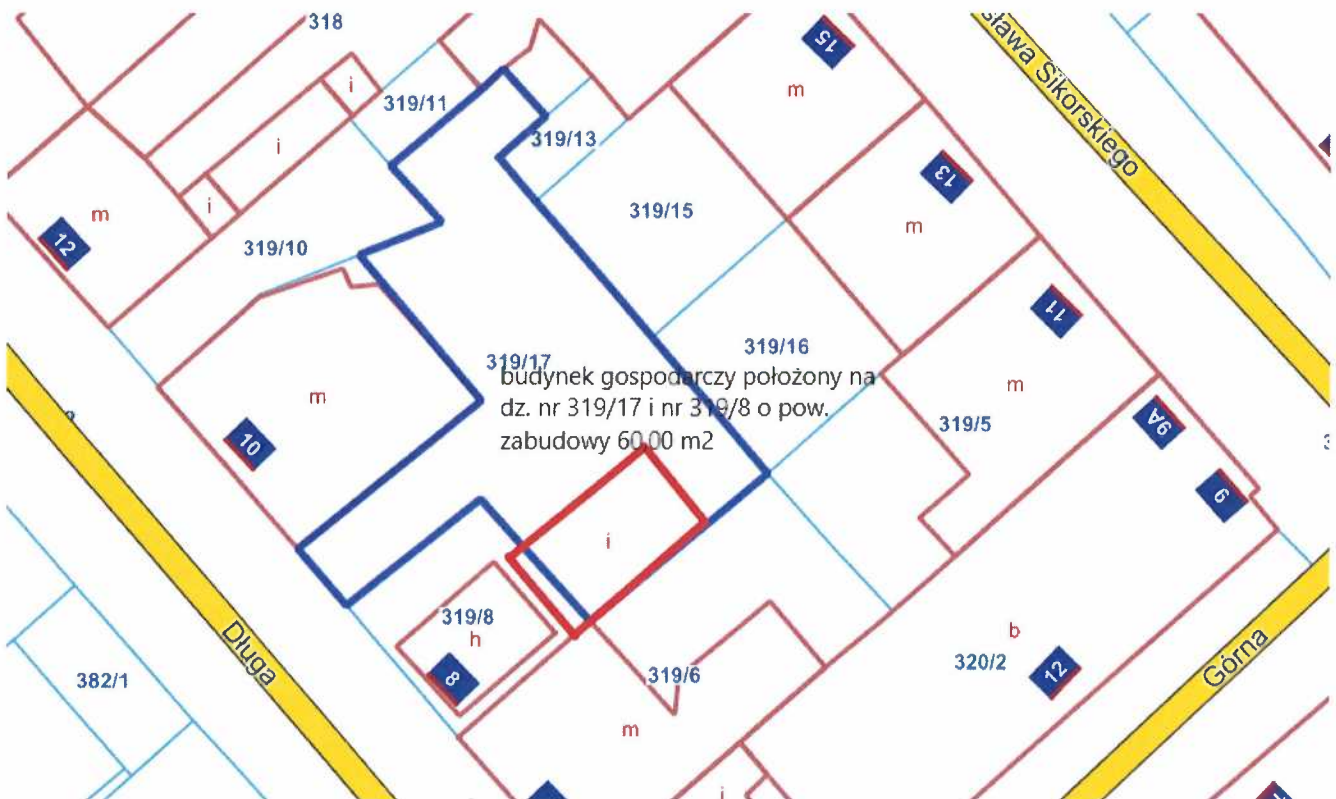 318
15
sława Sikorskiego
i
319/11
m
i
319/13
13
i
m
319/15
m
12
319/10
11
319/17
319/16
budynek gospodarczy położony na
dz. nr 319/17 i nr 319/8 o pow.
zabudowy 60,00 m2
m
m
319/5
9A
10
9
i
319/8
h
b
Długa
319/6
320/2
12
Górna
382/1
8
m
i